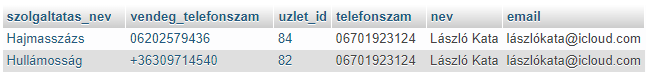 szolgaltatas_nev vendeg_telefonszam uzlet_id telefonszam nev email
Hajmasszázs 06202579436 84 06701923124 László Kata lászlókata@icloud.com
Hullámosság +36309714540 82 06701923124 László Kata lászlókata@icloud.com